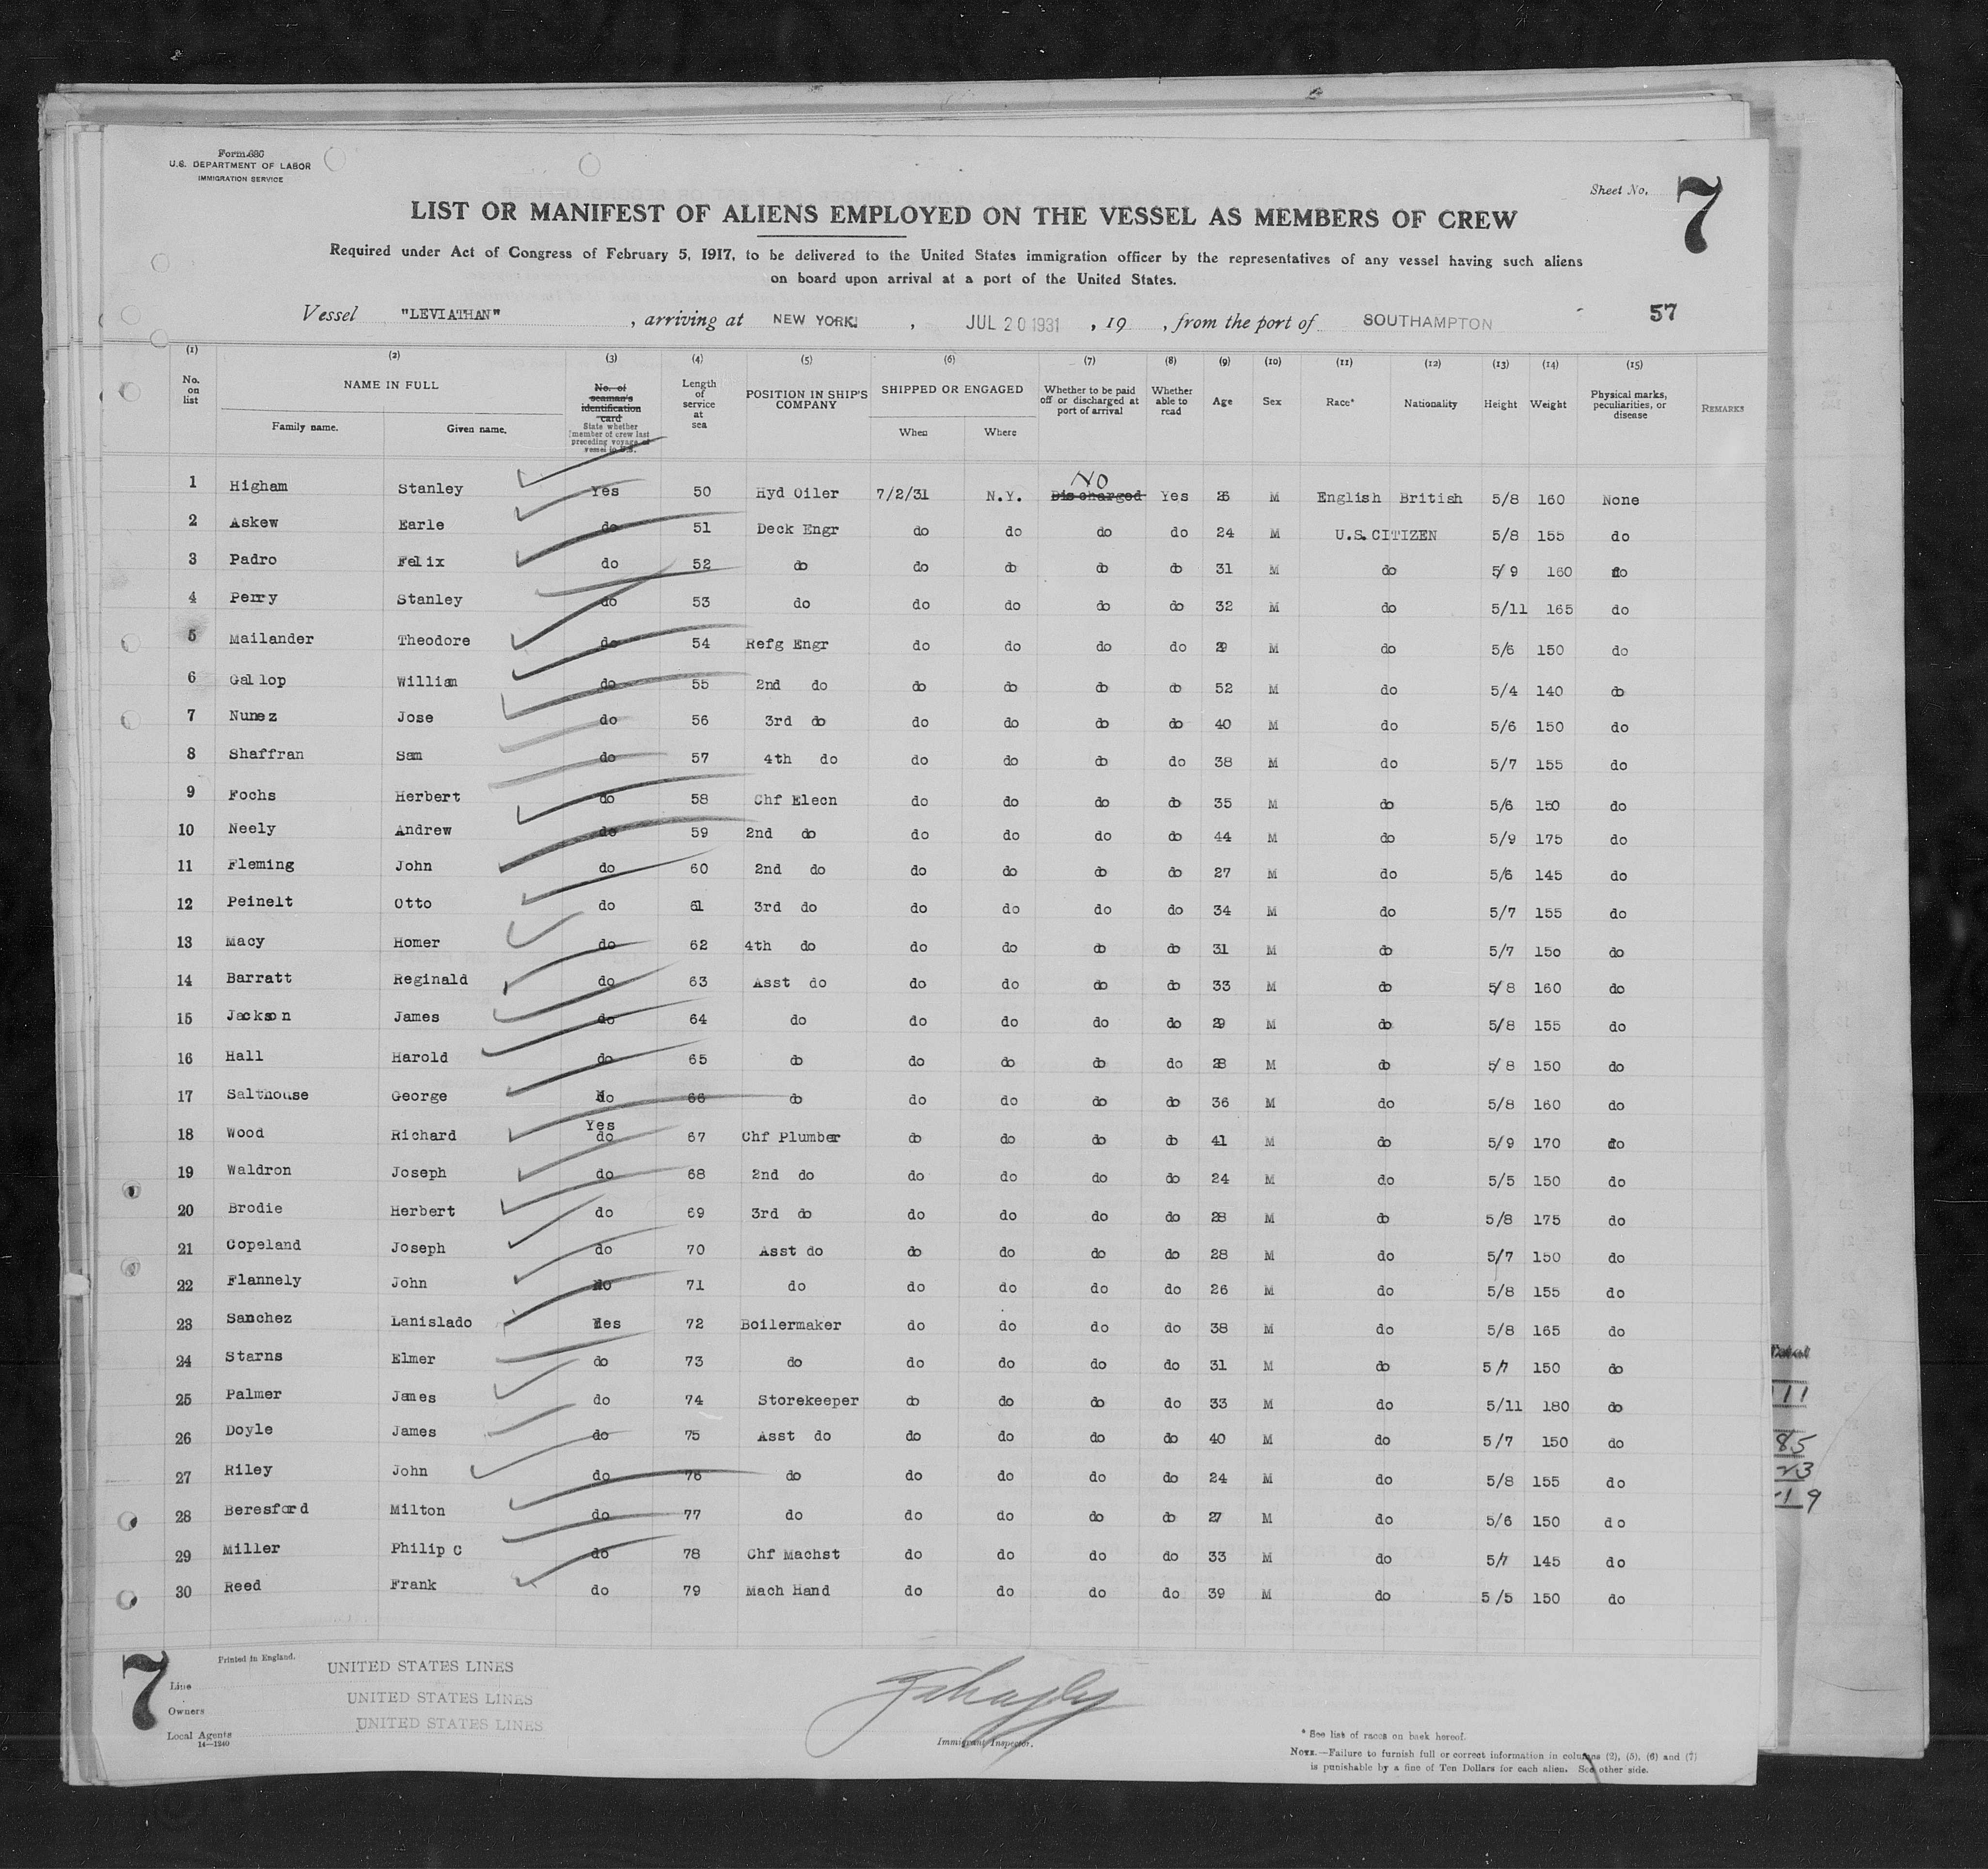 Form 680
U.S. DEPARTMENT OF LABOR
IMMIGRATION SERVICE
Sheet No. 7
LIST OR MANIFEST OF ALIENS EMPLOYED ON THE VESSEL AS MEMBERS OF CREW
Required under Act of Congress of February 5, 1917, to be delivered to the United States immigration officer by the representatives of any vessel having such aliens
on board upon arrival at a port of the United States.
Vessel "LEVIATHAN", arriving at NEW YORK, JUL 20 1931, 19 , from the port of SOUTHAMPTON 57
(1) (2) (3) (4) (5) (6) (7) (8) (9) (10) (11) (12) (13) (14) (15)
No. on list NAME IN FULL Family name. Given name. No. of seaman's identification card State whether member of crew last preceding voyage of vessel to U.S. Length of service at sea POSITION IN SHIP'S COMPANY SHIPPED OR ENGAGED When Where Whether to be paid off or discharged at port of arrival Whether able to read Age Sex Race* Nationality Height Weight Physical marks, peculiarities, or disease REMARKS
1 Higham Stanley Yes 50 Hyd Oiler 7/2/31 N.Y. Discharged NO Yes 26 M English British 5/8 160 None
2 Askew Earle do 51 Deck Engr do do do do 24 M U.S. CITIZEN 5/8 155 do
3 Padro Felix do 52 do do do do do 31 M do 5/9 160 do
4 Perry Stanley do 53 do do do do do 32 M do 5/11 165 do
5 Mailander Theodore do 54 Refg Engr do do do do 29 M do 5/6 150 do
6 Gallop William do 55 2nd do do do do do 52 M do 5/4 140 do
7 Nunez Jose do 56 3rd do do do do do 40 M do 5/6 150 do
8 Shaffran Sam do 57 4th do do do do do 38 M do 5/7 155 do
9 Fochs Herbert do 58 Chf Elecn do do do do 35 M do 5/6 150 do
10 Neely Andrew do 59 2nd do do do do do 44 M do 5/9 175 do
11 Fleming John do 60 2nd do do do do do 27 M do 5/6 145 do
12 Peinelt Otto do 61 3rd do do do do do 34 M do 5/7 155 do
13 Macy Homer do 62 4th do do do do do 31 M do 5/7 150 do
14 Barratt Reginald do 63 Asst do do do do do 33 M do 5/8 160 do
15 Jackson James do 64 do do do do do 29 M do 5/8 155 do
16 Hall Harold do 65 do do do do do 28 M do 5/8 150 do
17 Salthouse George No 66 do do do do do 36 M do 5/8 160 do
18 Wood Richard Yes do 67 Chf Plumber do do do do 41 M do 5/9 170 do
19 Waldron Joseph do 68 2nd do do do do do 24 M do 5/5 150 do
20 Brodie Herbert do 69 3rd do do do do do 28 M do 5/8 175 do
21 Copeland Joseph do 70 Asst do do do do do 28 M do 5/7 150 do
22 Flannely John No 71 do do do do do 26 M do 5/8 155 do
23 Sanchez Lanislado Yes 72 Boilermaker do do do do 38 M do 5/8 165 do
24 Starns Elmer do 73 do do do do do 31 M do 5/7 150 do
25 Palmer James do 74 Storekeeper do do do do 33 M do 5/11 180 do
26 Doyle James do 75 Asst do do do do do 40 M do 5/7 150 do
27 Riley John do 76 do do do do do 24 M do 5/8 155 do
28 Beresford Milton do 77 do do do do do 27 M do 5/6 150 do
29 Miller Philip C do 78 Chf Machst do do do do 33 M do 5/7 145 do
30 Reed Frank do 79 Mach Hand do do do do 39 M do 5/5 150 do
111
85
23
19
7
Printed in England.
Line UNITED STATES LINES
Owners UNITED STATES LINES
Local Agents UNITED STATES LINES
14—1240
Immigrant Inspector.
* See list of races on back hereof.
NOTE.—Failure to furnish full or correct information in columns (2), (5), (6) and (7)
is punishable by a fine of Ten Dollars for each alien. See other side.